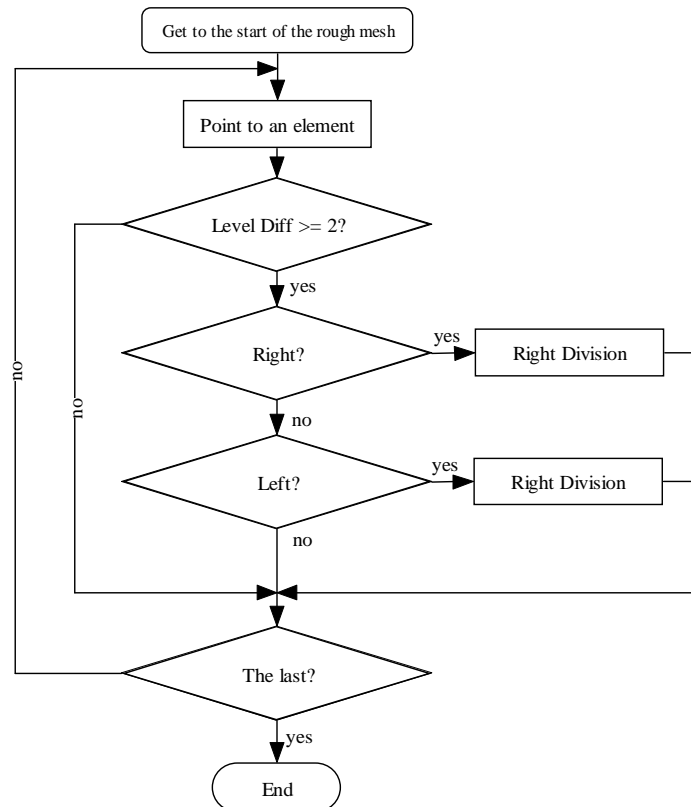 Get to the start of the rough mesh
Point to an element
Level Diff >= 2?
yes
Right?
yes
Right Division
no
no
no
Left?
yes
Right Division
no
The last?
yes
End